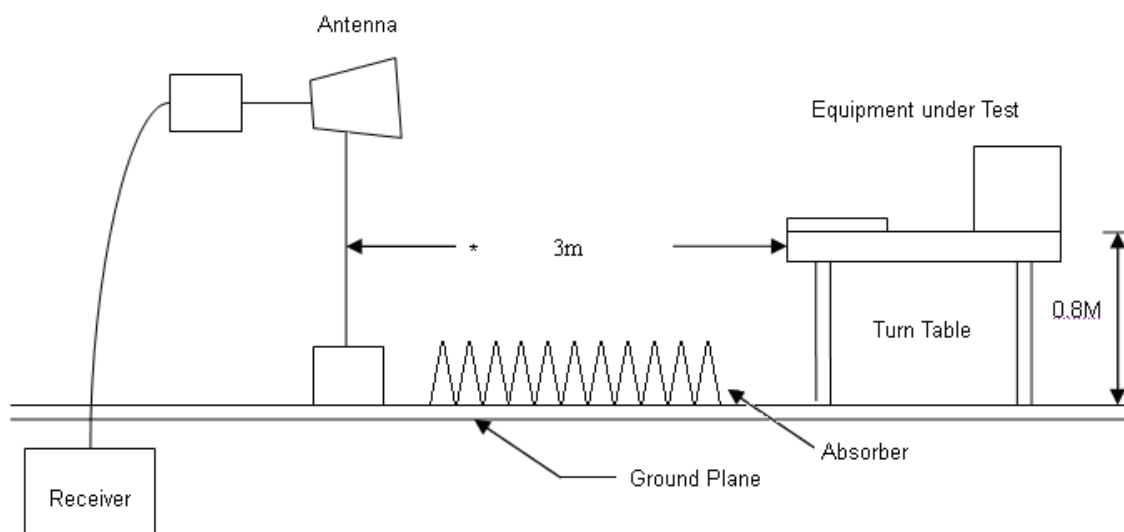 Antenna
Equipment under Test
* 3m
0.8M
Turn Table
Absorber
Ground Plane
Receiver